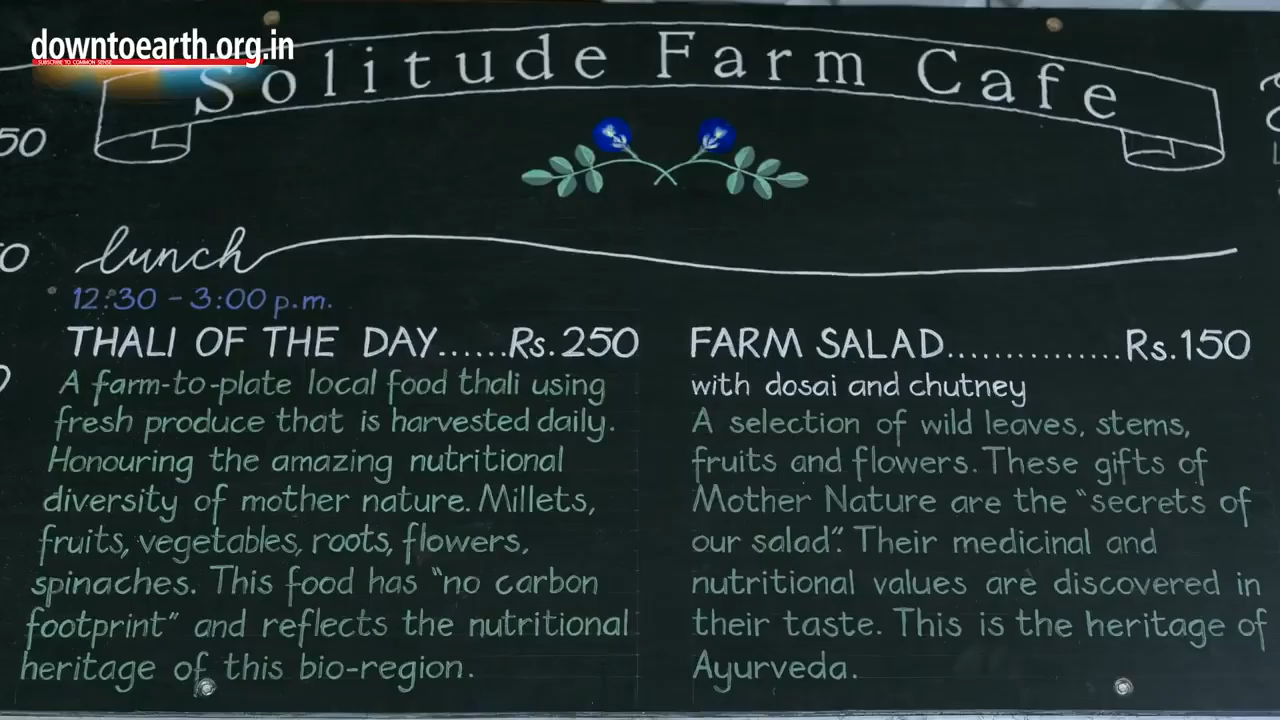 downtoearth.org.in
SUBSCRIBE TO COMMON SENSE
Solitude Farm Cafe
50
lunch
12:30 - 3:00 p.m.
THALI OF THE DAY......Rs.250
A farm-to-plate local food thali using
fresh produce that is harvested daily.
Honouring the amazing nutritional
diversity of mother nature. Millets,
fruits, vegetables, roots, flowers,
spinaches. This food has "no carbon
footprint" and reflects the nutritional
heritage of this bio-region.
FARM SALAD...............Rs.150
with dosai and chutney
A selection of wild leaves, stems,
fruits and flowers. These gifts of
Mother Nature are the "secrets of
our salad". Their medicinal and
nutritional values are discovered in
their taste. This is the heritage of
Ayurveda.